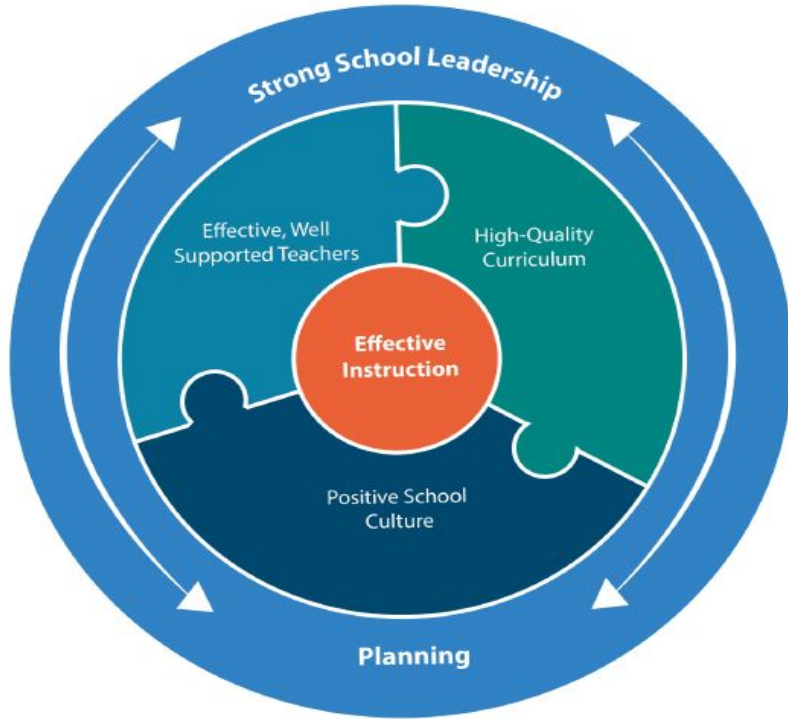 Strong School Leadership
Effective, Well
Supported Teachers
High-Quality
Curriculum
Effective
Instruction
Positive School
Culture
Planning